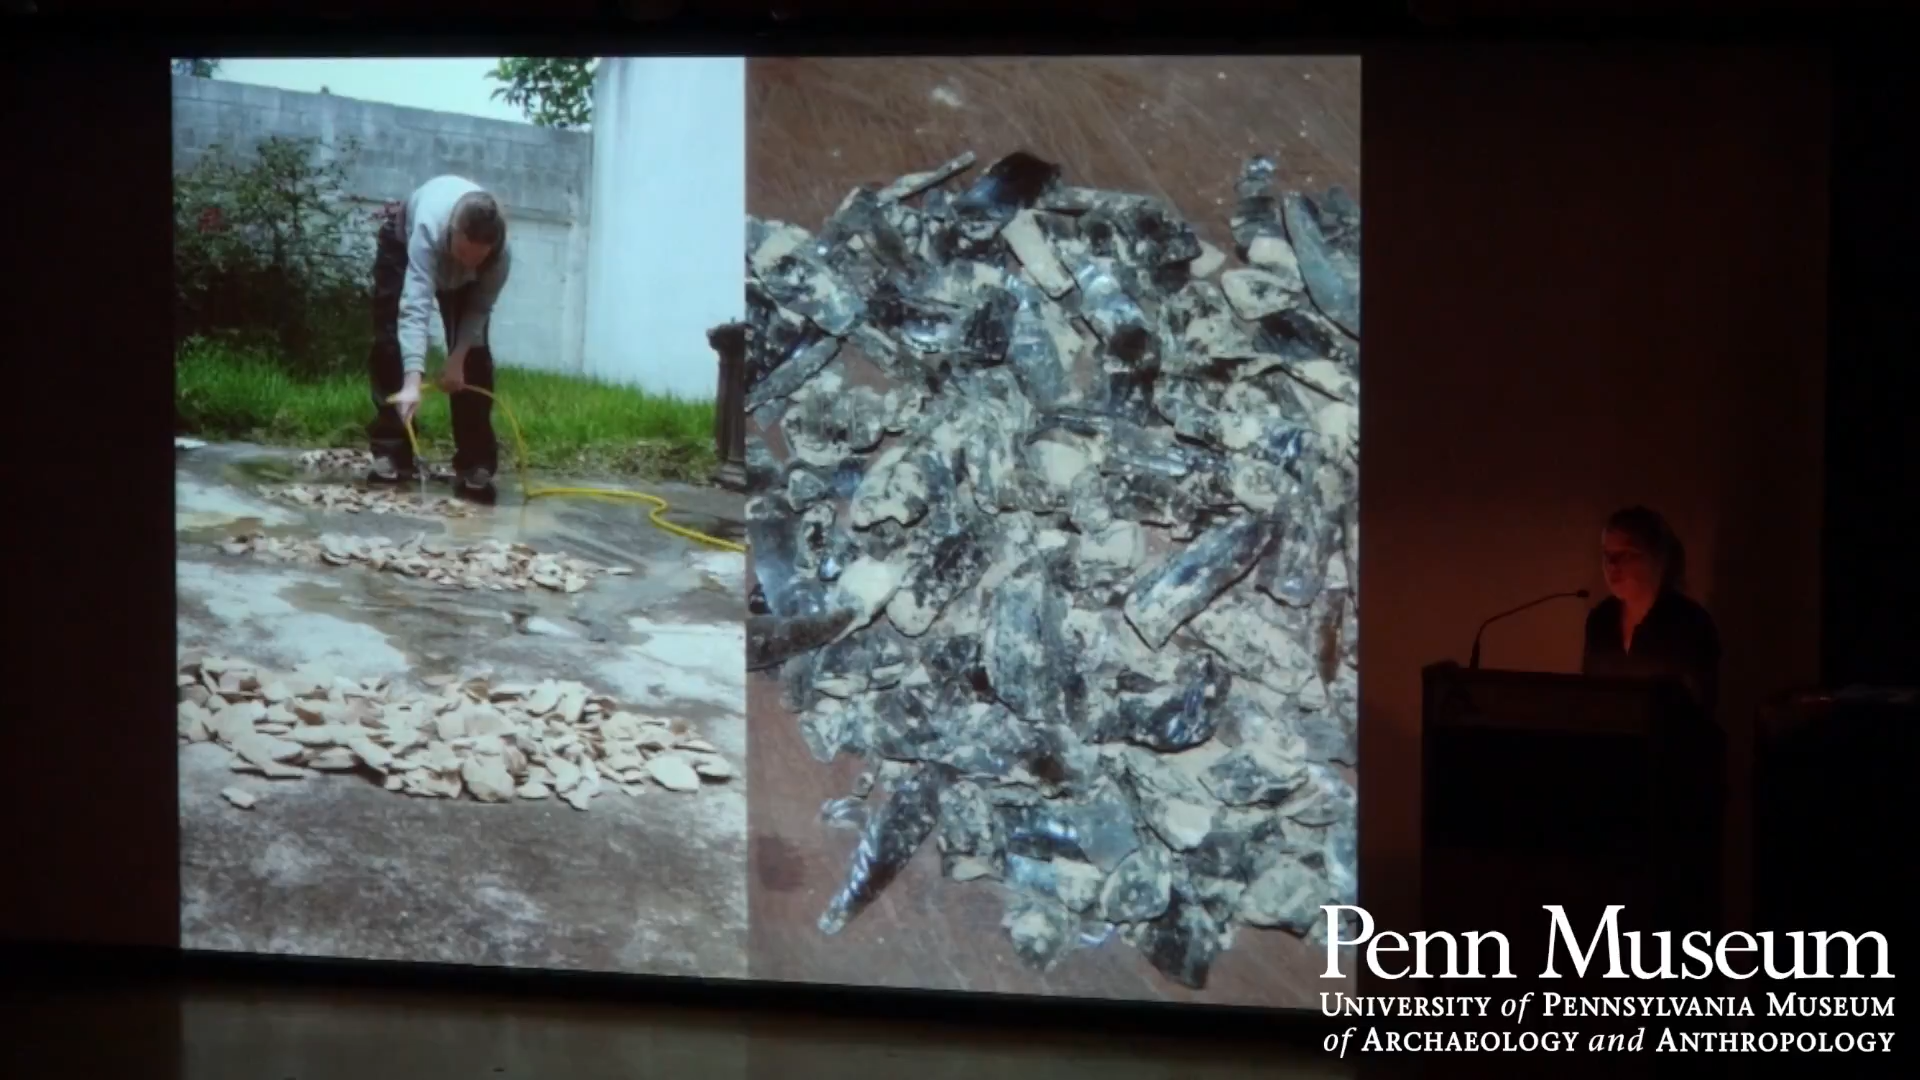 Penn Museum
UNIVERSITY of PENNSYLVANIA MUSEUM
of ARCHAEOLOGY and ANTHROPOLOGY